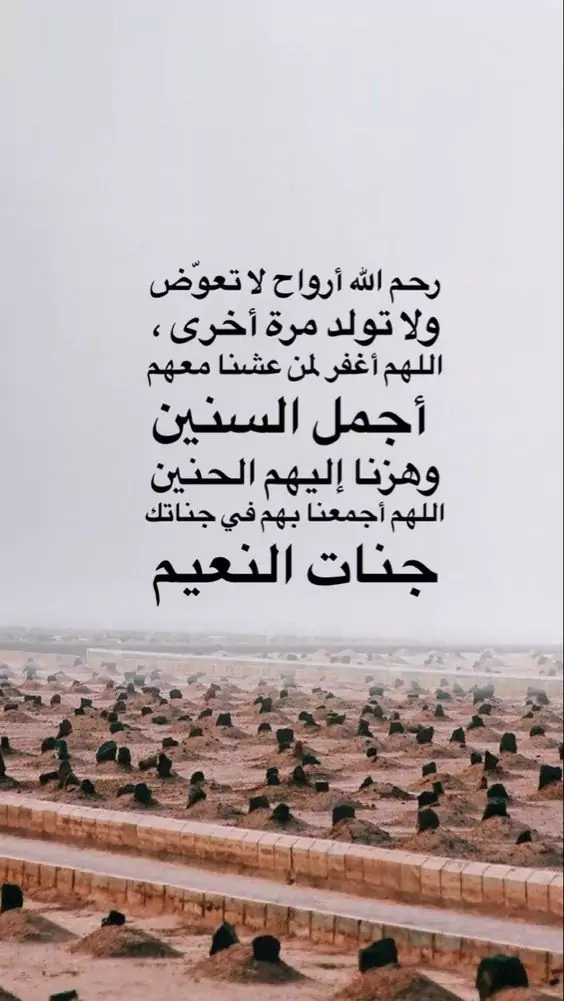 رحم الله أرواح لا تعوّض
ولا تولد مرة أخرى ،
اللهم أغفر لمن عشنا معهم
أجمل السنين
وهزنا إليهم الحنين
اللهم أجمعنا بهم في جناتك
جنات النعيم